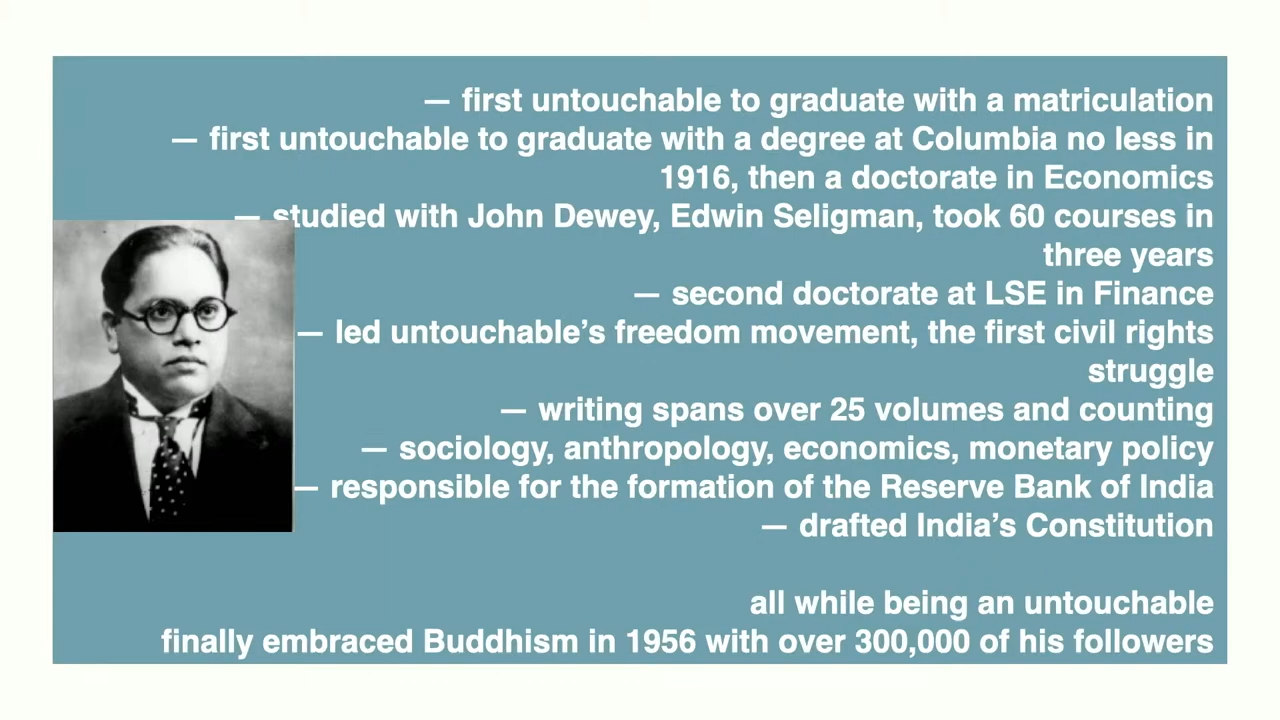 — first untouchable to graduate with a matriculation
— first untouchable to graduate with a degree at Columbia no less in
1916, then a doctorate in Economics
— studied with John Dewey, Edwin Seligman, took 60 courses in
three years
— second doctorate at LSE in Finance
— led untouchable’s freedom movement, the first civil rights
struggle
— writing spans over 25 volumes and counting
— sociology, anthropology, economics, monetary policy
— responsible for the formation of the Reserve Bank of India
— drafted India’s Constitution
all while being an untouchable
finally embraced Buddhism in 1956 with over 300,000 of his followers